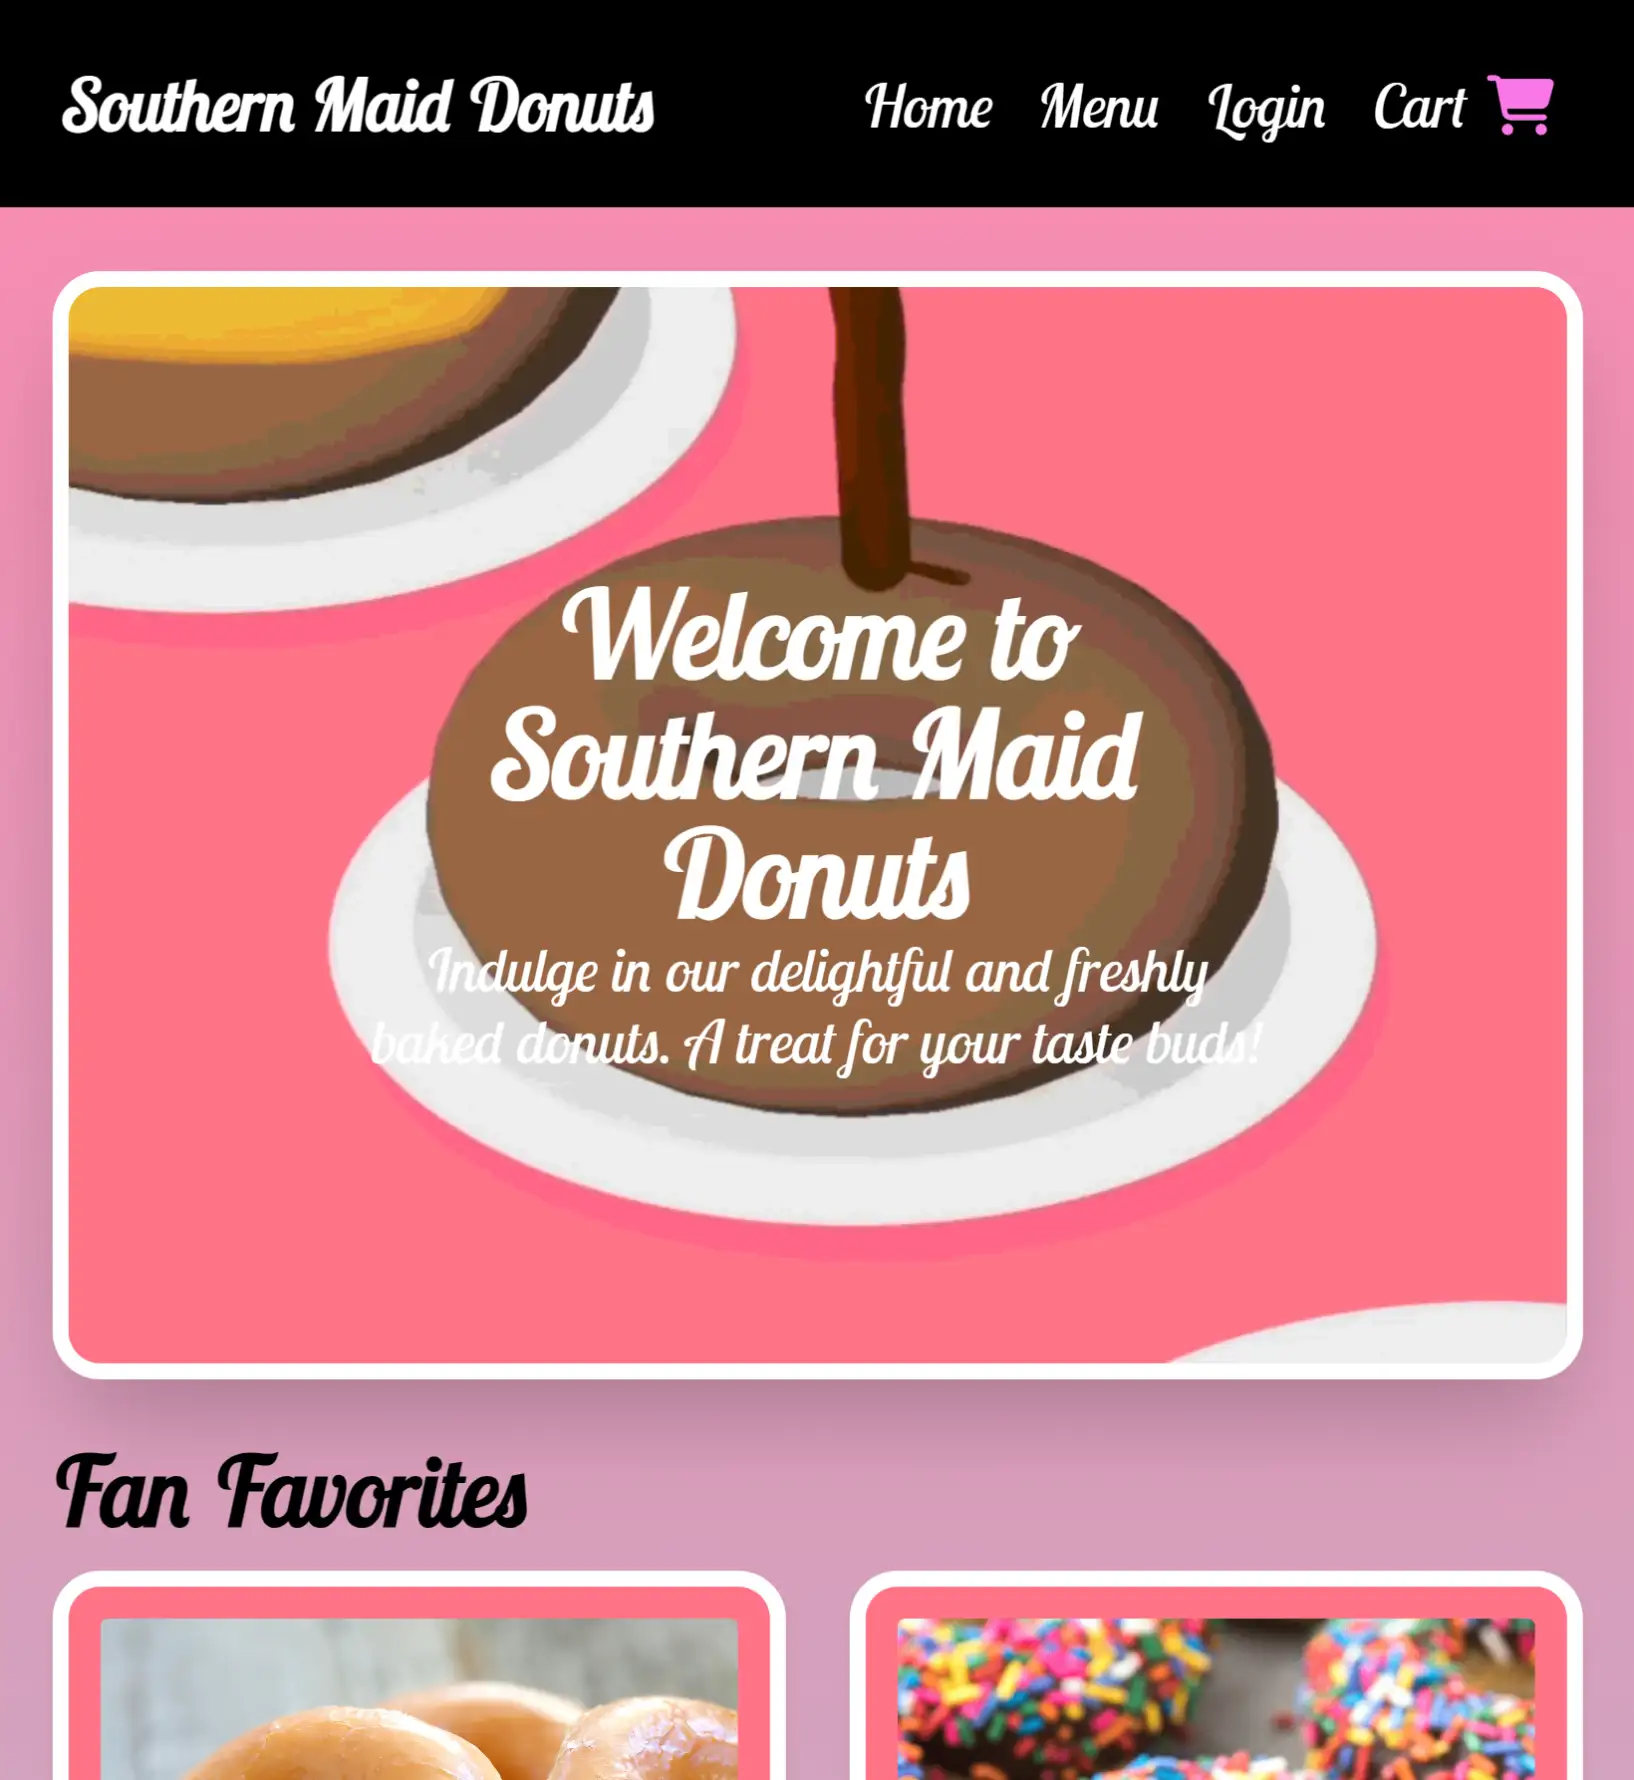 Southern Maid Donuts
Home Menu Login Cart
Welcome to
Southern Maid
Donuts
Indulge in our delightful and freshly
baked donuts. A treat for your taste buds!
Fan Favorites